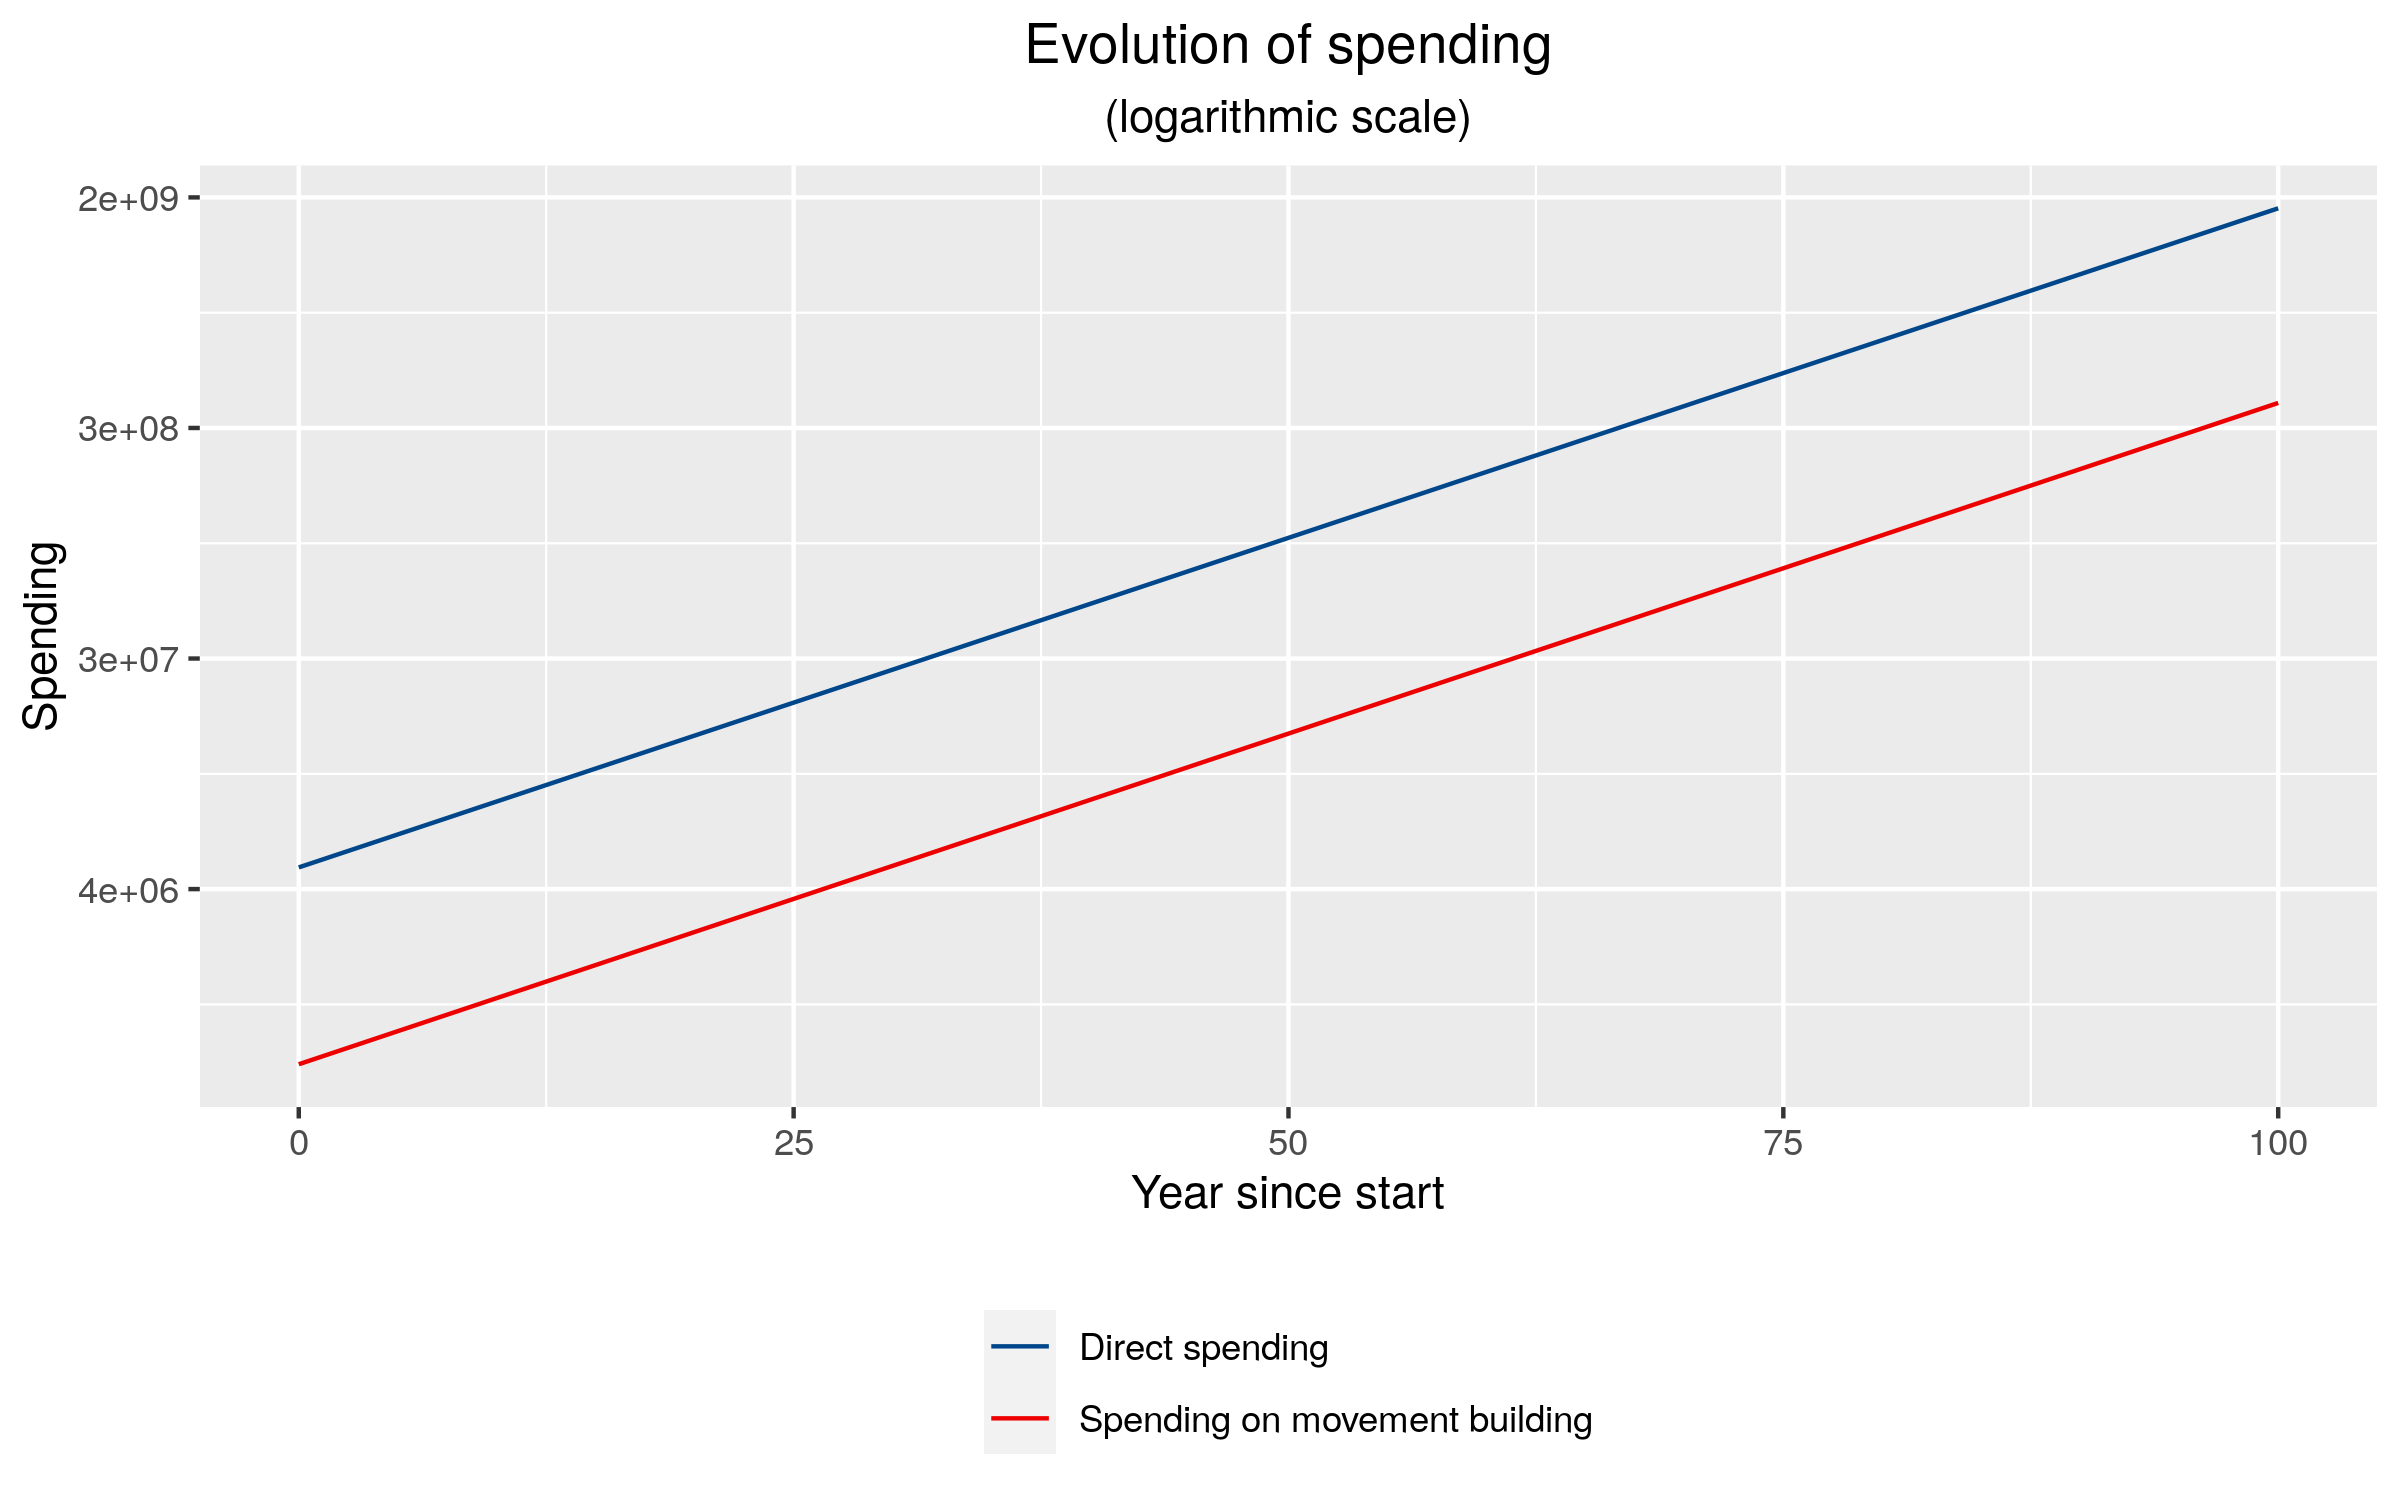 Evolution of spending
(logarithmic scale)
Spending
2e+09
3e+08
3e+07
4e+06
0 25 50 75 100
Year since start
Direct spending
Spending on movement building